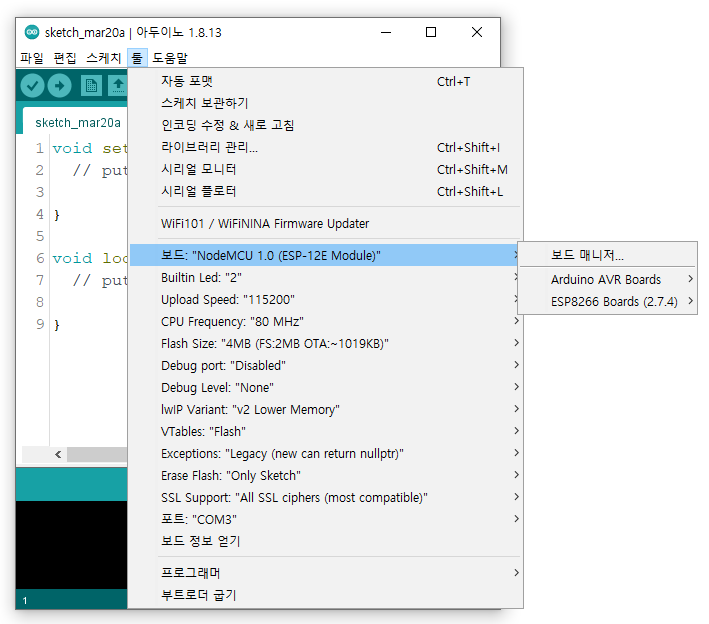 sketch_mar20a | 아두이노 1.8.13
파일 편집 스케치 툴 도움말
sketch_mar20a
1 void set
2 // put
3
4 }
5
6 void loo
7 // put
8
9 }
자동 포맷 Ctrl+T
스케치 보관하기
인코딩 수정 & 새로 고침
라이브러리 관리... Ctrl+Shift+I
시리얼 모니터 Ctrl+Shift+M
시리얼 플로터 Ctrl+Shift+L
WiFi101 / WiFiNINA Firmware Updater
보드: "NodeMCU 1.0 (ESP-12E Module)"
Builtin Led: "2"
Upload Speed: "115200"
CPU Frequency: "80 MHz"
Flash Size: "4MB (FS:2MB OTA:~1019KB)"
Debug port: "Disabled"
Debug Level: "None"
lwIP Variant: "v2 Lower Memory"
VTables: "Flash"
Exceptions: "Legacy (new can return nullptr)"
Erase Flash: "Only Sketch"
SSL Support: "All SSL ciphers (most compatible)"
포트: "COM3"
보드 정보 얻기
프로그래머
부트로더 굽기
보드 매니저...
Arduino AVR Boards
ESP8266 Boards (2.7.4)
1